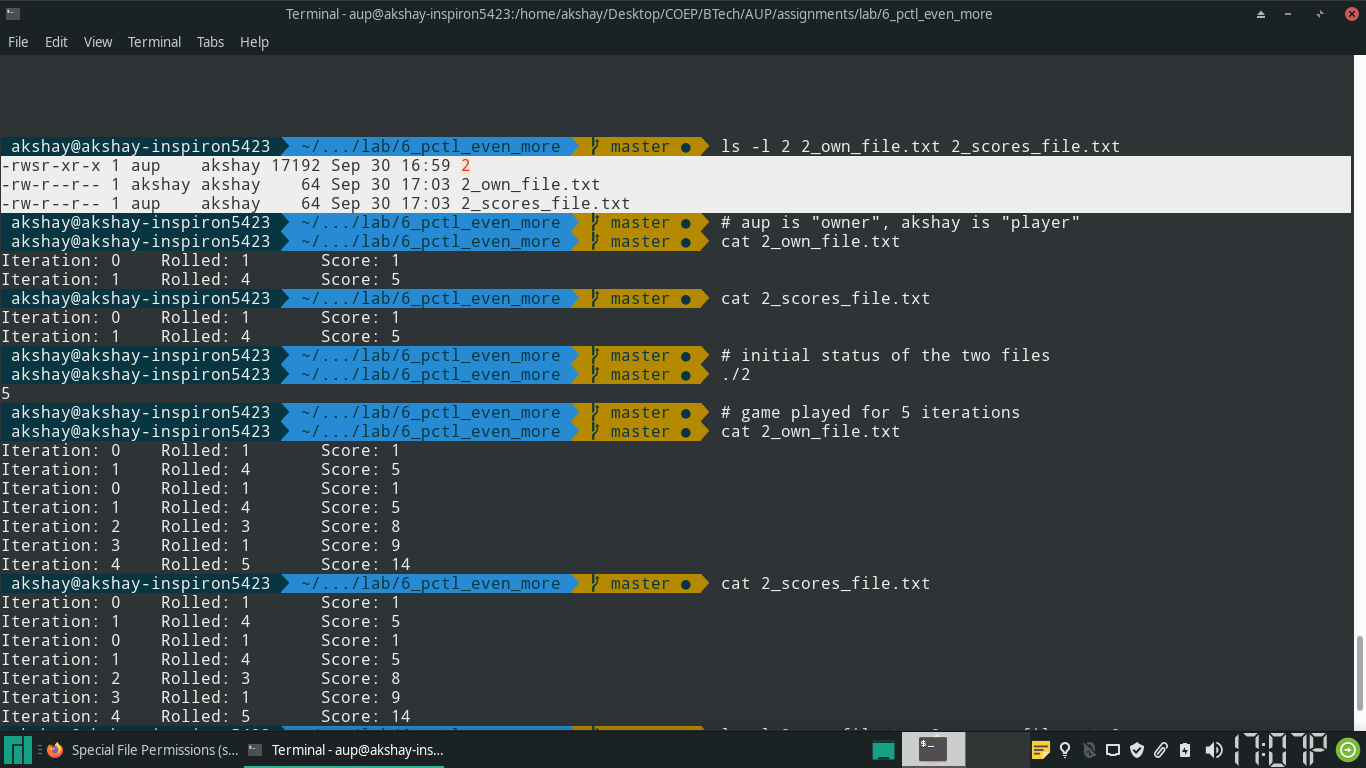 Terminal - aup@akshay-inspiron5423:/home/akshay/Desktop/COEP/BTech/AUP/assignments/lab/6_pctl_even_more
File Edit View Terminal Tabs Help
akshay@akshay-inspiron5423 ~/.../lab/6_pctl_even_more master ● ls -l 2 2_own_file.txt 2_scores_file.txt
-rwsr-xr-x 1 aup    akshay 17192 Sep 30 16:59 2
-rw-r--r-- 1 akshay akshay    64 Sep 30 17:03 2_own_file.txt
-rw-r--r-- 1 aup    akshay    64 Sep 30 17:03 2_scores_file.txt
akshay@akshay-inspiron5423 ~/.../lab/6_pctl_even_more master ● # aup is "owner", akshay is "player"
akshay@akshay-inspiron5423 ~/.../lab/6_pctl_even_more master ● cat 2_own_file.txt
Iteration: 0    Rolled: 1       Score: 1
Iteration: 1    Rolled: 4       Score: 5
akshay@akshay-inspiron5423 ~/.../lab/6_pctl_even_more master ● cat 2_scores_file.txt
Iteration: 0    Rolled: 1       Score: 1
Iteration: 1    Rolled: 4       Score: 5
akshay@akshay-inspiron5423 ~/.../lab/6_pctl_even_more master ● # initial status of the two files
akshay@akshay-inspiron5423 ~/.../lab/6_pctl_even_more master ● ./2
5
akshay@akshay-inspiron5423 ~/.../lab/6_pctl_even_more master ● # game played for 5 iterations
akshay@akshay-inspiron5423 ~/.../lab/6_pctl_even_more master ● cat 2_own_file.txt
Iteration: 0    Rolled: 1       Score: 1
Iteration: 1    Rolled: 4       Score: 5
Iteration: 0    Rolled: 1       Score: 1
Iteration: 1    Rolled: 4       Score: 5
Iteration: 2    Rolled: 3       Score: 8
Iteration: 3    Rolled: 1       Score: 9
Iteration: 4    Rolled: 5       Score: 14
akshay@akshay-inspiron5423 ~/.../lab/6_pctl_even_more master ● cat 2_scores_file.txt
Iteration: 0    Rolled: 1       Score: 1
Iteration: 1    Rolled: 4       Score: 5
Iteration: 0    Rolled: 1       Score: 1
Iteration: 1    Rolled: 4       Score: 5
Iteration: 2    Rolled: 3       Score: 8
Iteration: 3    Rolled: 1       Score: 9
Iteration: 4    Rolled: 5       Score: 14
Special File Permissions (s... Terminal - aup@akshay-ins... 17:07P